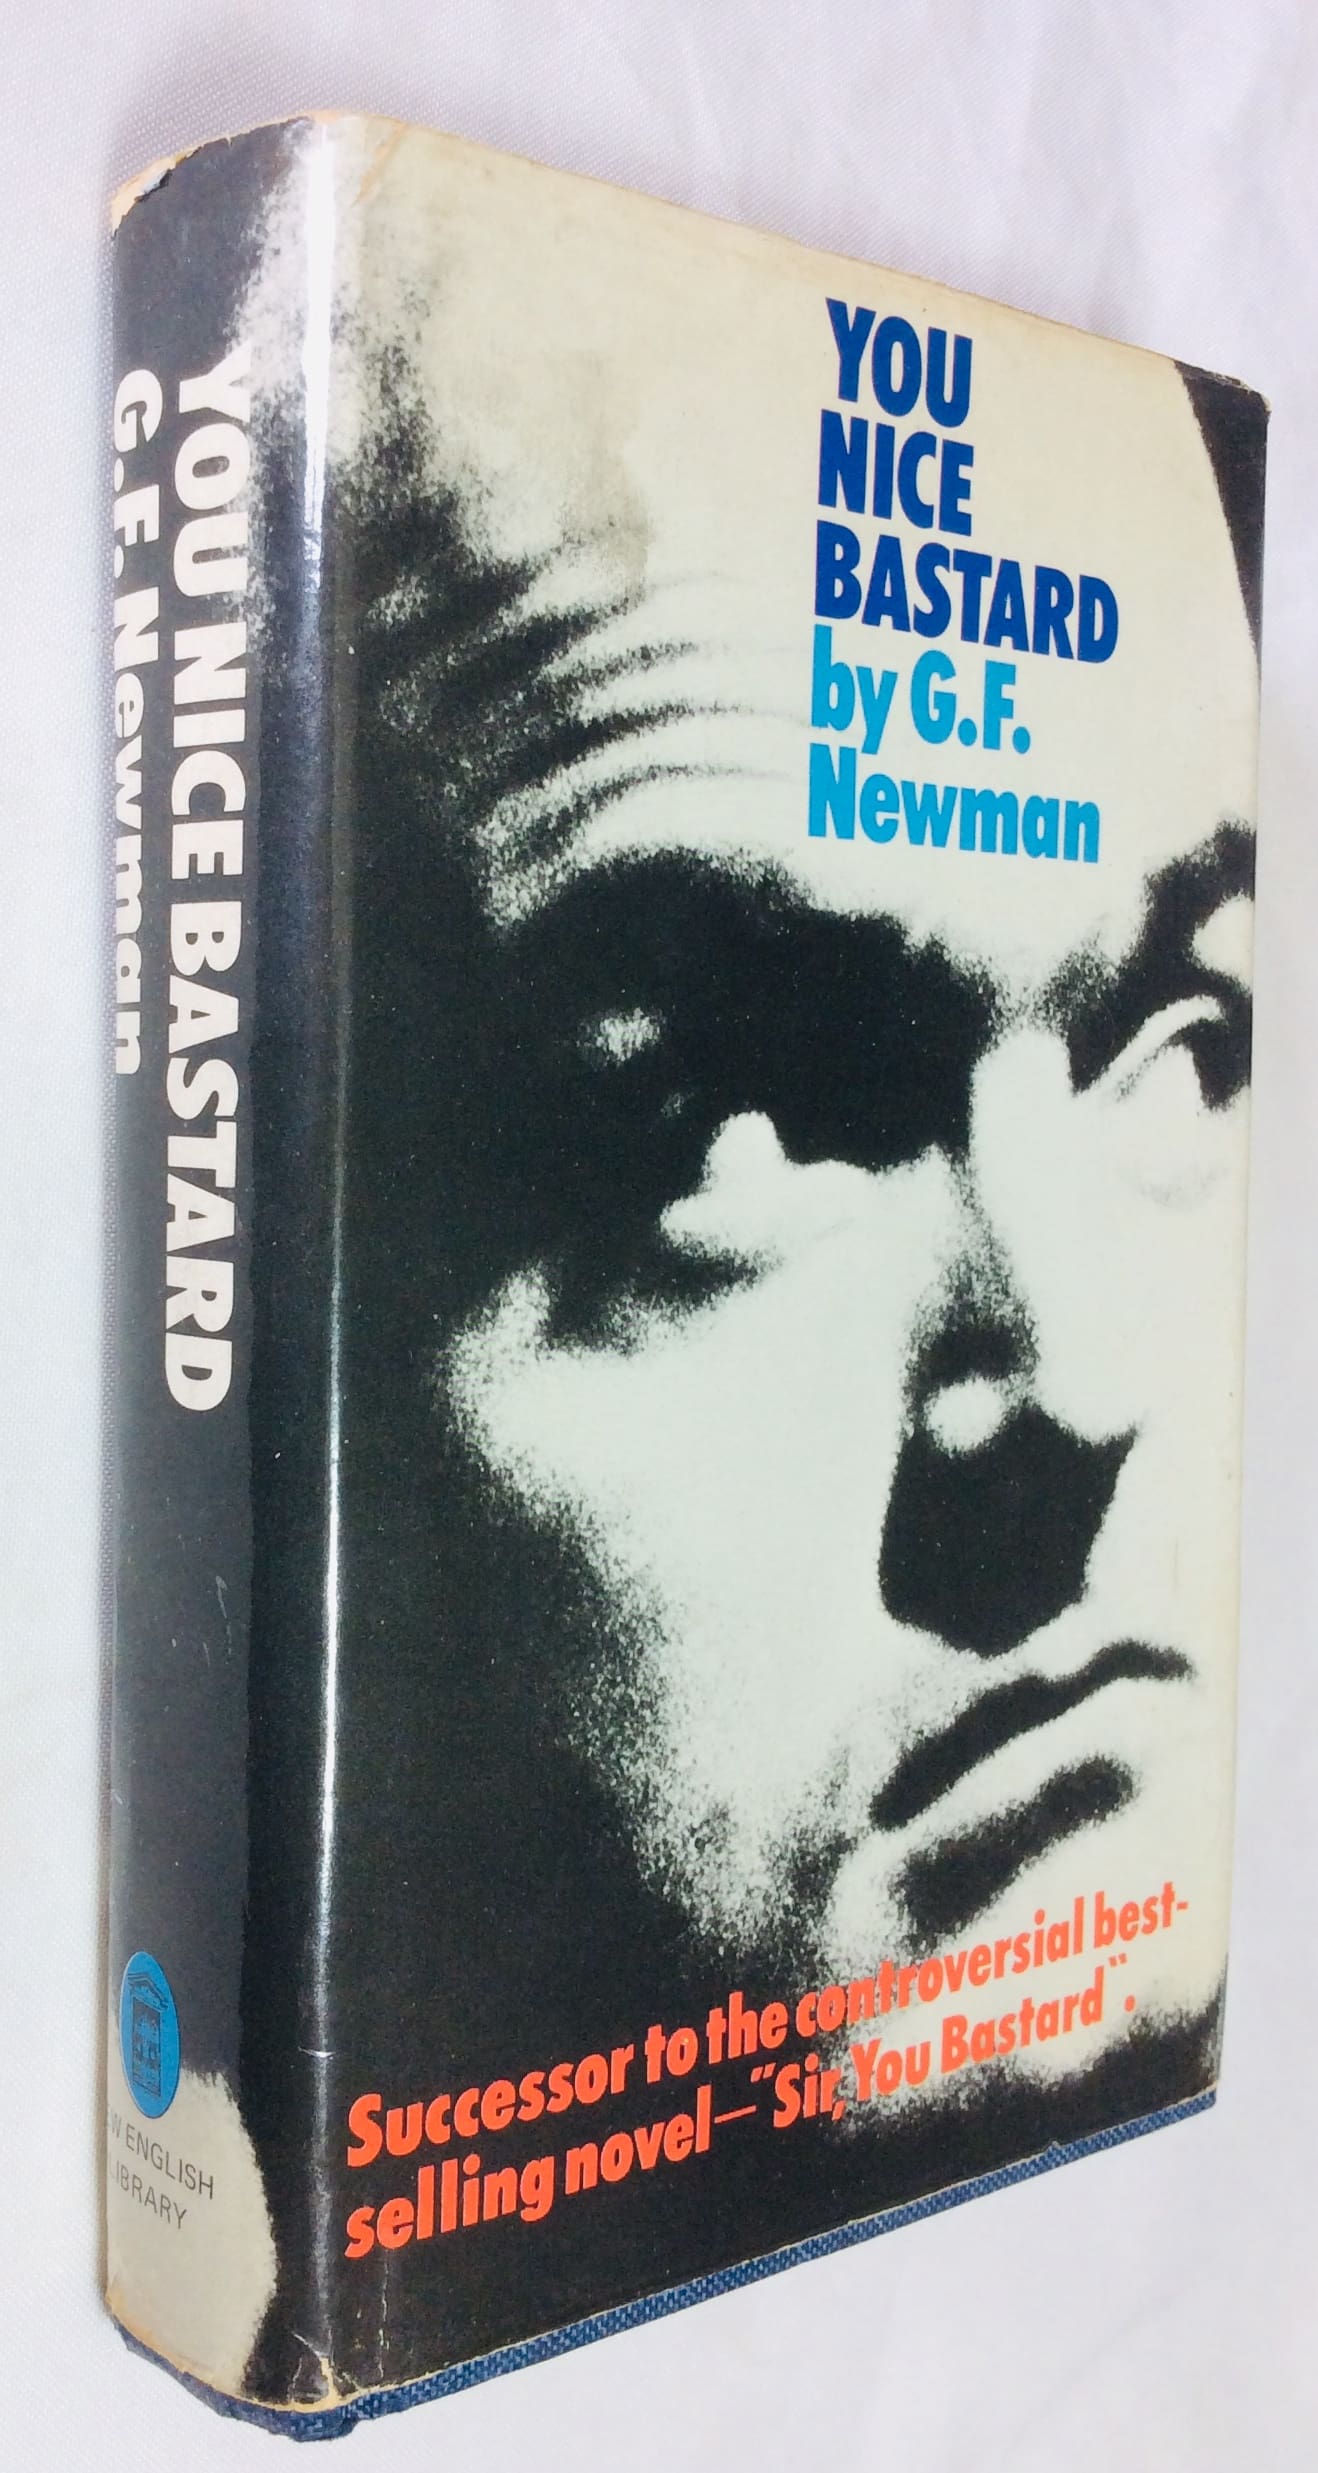 YOU
NICE
BASTARD
by G.F.
Newman
Successor to the controversial best-
selling novel—"Sir, You Bastard".
YOU NICE BASTARD
G.F. Newman
ENGLISH
LIBRARY